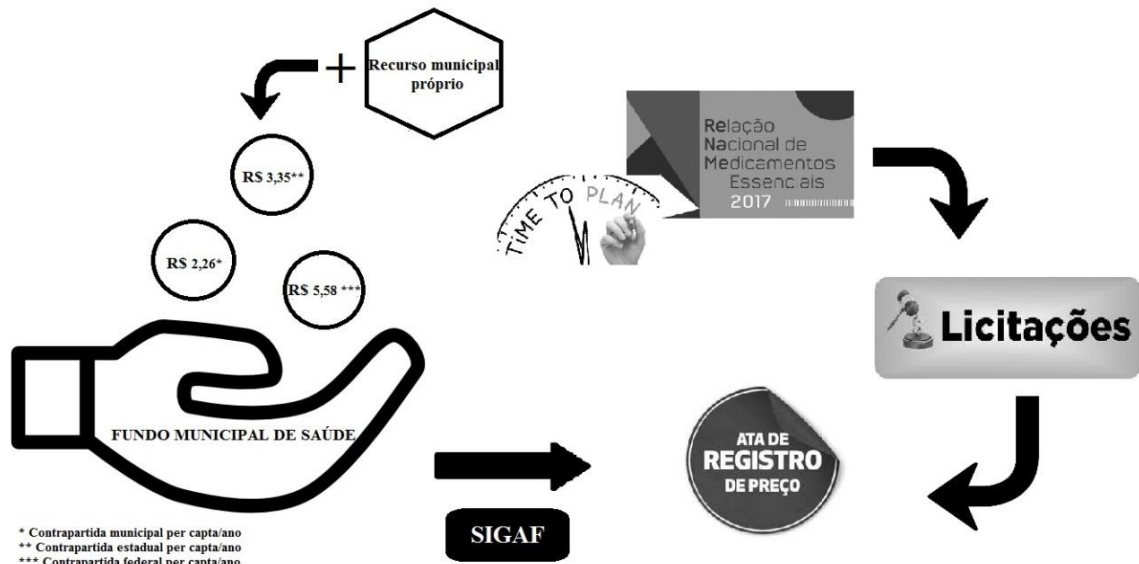 Recurso municipal
próprio
+
R$ 3,35**
R$ 2,26*
R$ 5,58 ***
FUNDO MUNICIPAL DE SAÚDE
* Contrapartida municipal per capta/ano
** Contrapartida estadual per capta/ano
*** Contrapartida federal per capta/ano
SIGAF
TiME TO PLAN
Relação
Nacional de
Medicamentos
Essenciais
2017
Licitações
ATA DE
REGISTRO
DE PREÇO